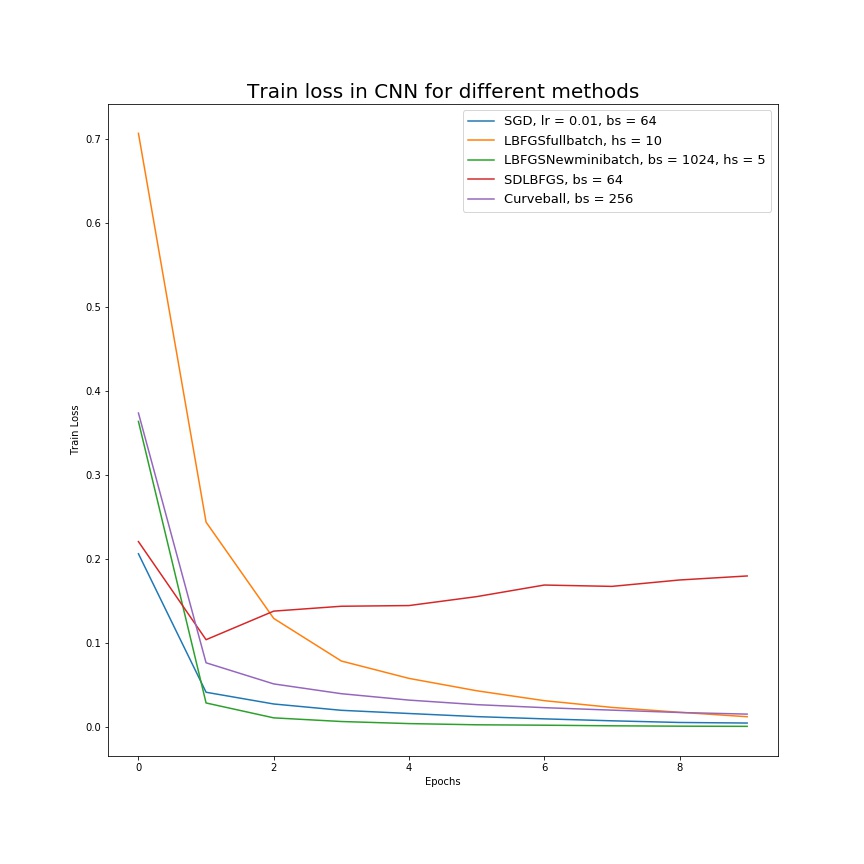 Train loss in CNN for different methods
SGD, lr = 0.01, bs = 64
LBFGSfullbatch, hs = 10
LBFGSNewminibatch, bs = 1024, hs = 5
SDLBFGS, bs = 64
Curveball, bs = 256
Train Loss
0.7
0.6
0.5
0.4
0.3
0.2
0.1
0.0
0 2 4 6 8
Epochs